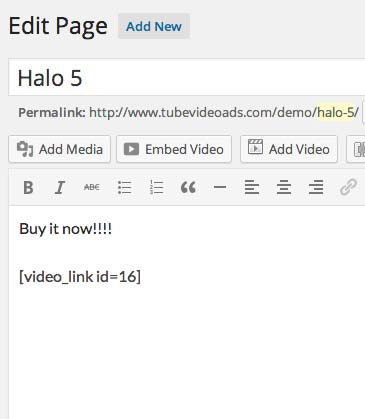 Edit Page Add New
Halo 5
Permalink: http://www.tubevideoads.com/demo/halo-5/
Add Media Embed Video Add Video
B I ABC
Buy it now!!!!
[video_link id=16]